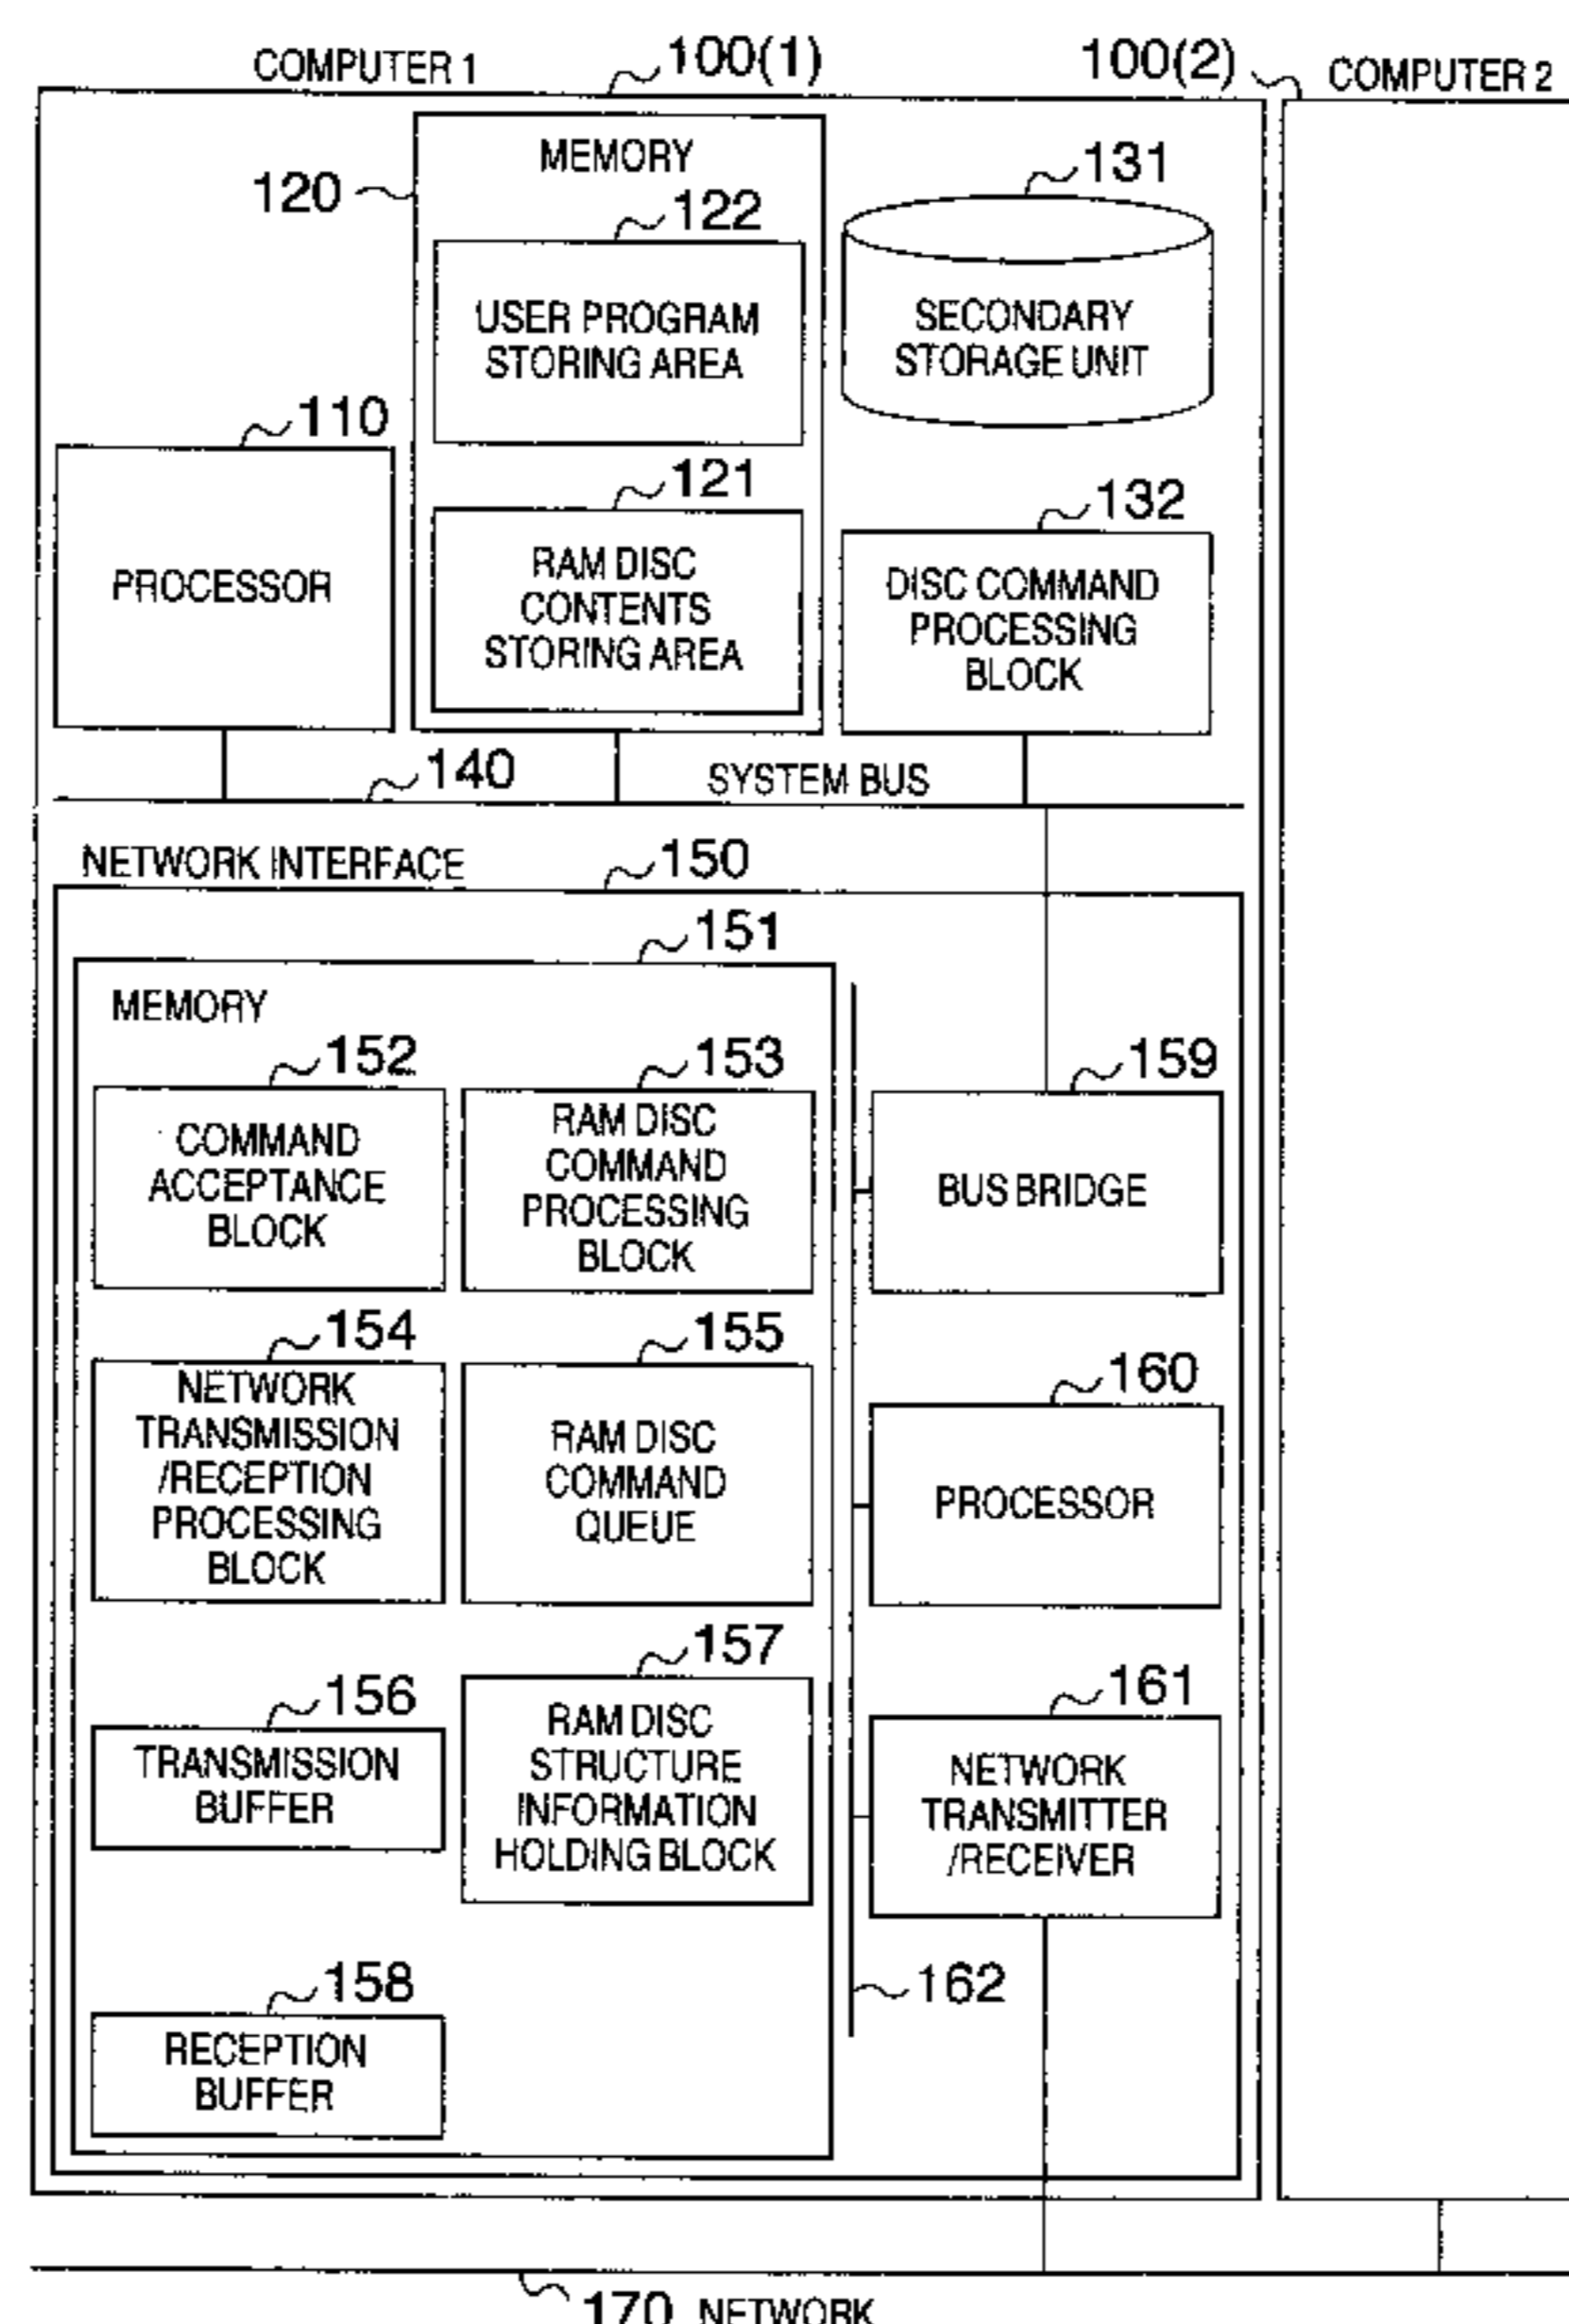 COMPUTER 1
100(1)
100(2)
COMPUTER 2
MEMORY
120
122
USER PROGRAM
STORING AREA
131
SECONDARY
STORAGE UNIT
110
PROCESSOR
121
RAM DISC
CONTENTS
STORING AREA
132
DISC COMMAND
PROCESSING
BLOCK
140
SYSTEM BUS
NETWORK INTERFACE
150
151
MEMORY
152
COMMAND
ACCEPTANCE
BLOCK
153
RAM DISC
COMMAND
PROCESSING
BLOCK
159
BUS BRIDGE
154
NETWORK
TRANSMISSION
/RECEPTION
PROCESSING
BLOCK
155
RAM DISC
COMMAND
QUEUE
160
PROCESSOR
156
TRANSMISSION
BUFFER
157
RAM DISC
STRUCTURE
INFORMATION
HOLDING BLOCK
161
NETWORK
TRANSMITTER
/RECEIVER
158
RECEPTION
BUFFER
162
170 NETWORK